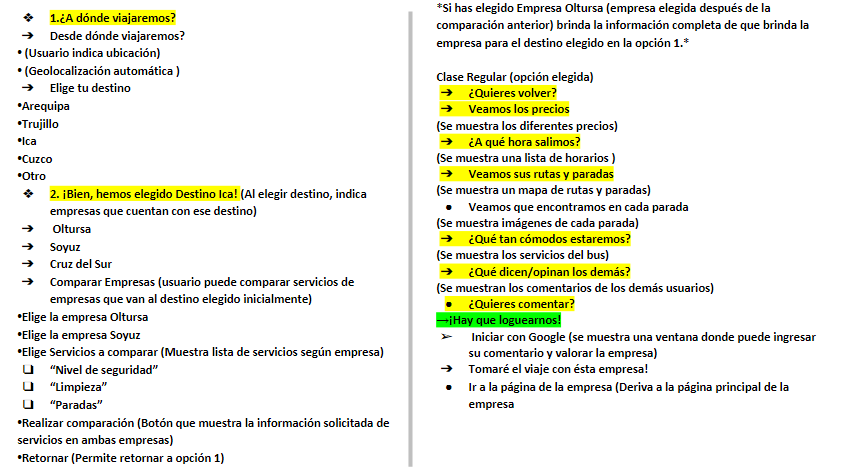 ❖ 1.¿A dónde viajaremos?
➔ Desde dónde viajaremos?
• (Usuario indica ubicación)
• (Geolocalización automática )
➔ Elige tu destino
•Arequipa
•Trujillo
•Ica
•Cuzco
•Otro
❖ 2. ¡Bien, hemos elegido Destino Ica! (Al elegir destino, indica
empresas que cuentan con ese destino)
➔ Oltursa
➔ Soyuz
➔ Cruz del Sur
➔ Comparar Empresas (usuario puede comparar servicios de
empresas que van al destino elegido inicialmente)
•Elige la empresa Oltursa
•Elige la empresa Soyuz
•Elige Servicios a comparar (Muestra lista de servicios según empresa)
❑ “Nivel de seguridad”
❑ “Limpieza”
❑ “Paradas”
•Realizar comparación (Botón que muestra la información solicitada de
servicios en ambas empresas)
•Retornar (Permite retornar a opción 1)
*Si has elegido Empresa Oltursa (empresa elegida después de la
comparación anterior) brinda la información completa de que brinda la
empresa para el destino elegido en la opción 1.*
Clase Regular (opción elegida)
➔ ¿Quieres volver?
➔ Veamos los precios
(Se muestra los diferentes precios)
➔ ¿A qué hora salimos?
(Se muestra una lista de horarios )
➔ Veamos sus rutas y paradas
(Se muestra un mapa de rutas y paradas)
● Veamos que encontramos en cada parada
(Se muestra imágenes de cada parada)
➔ ¿Qué tan cómodos estaremos?
(Se muestra los servicios del bus)
➔ ¿Qué dicen/opinan los demás?
(Se muestran los comentarios de los demás usuarios)
● ¿Quieres comentar?
→¡Hay que loguearnos!
➢ Iniciar con Google (se muestra una ventana donde puede ingresar
su comentario y valorar la empresa)
➔ Tomaré el viaje con ésta empresa!
● Ir a la página de la empresa (Deriva a la página principal de la
empresa